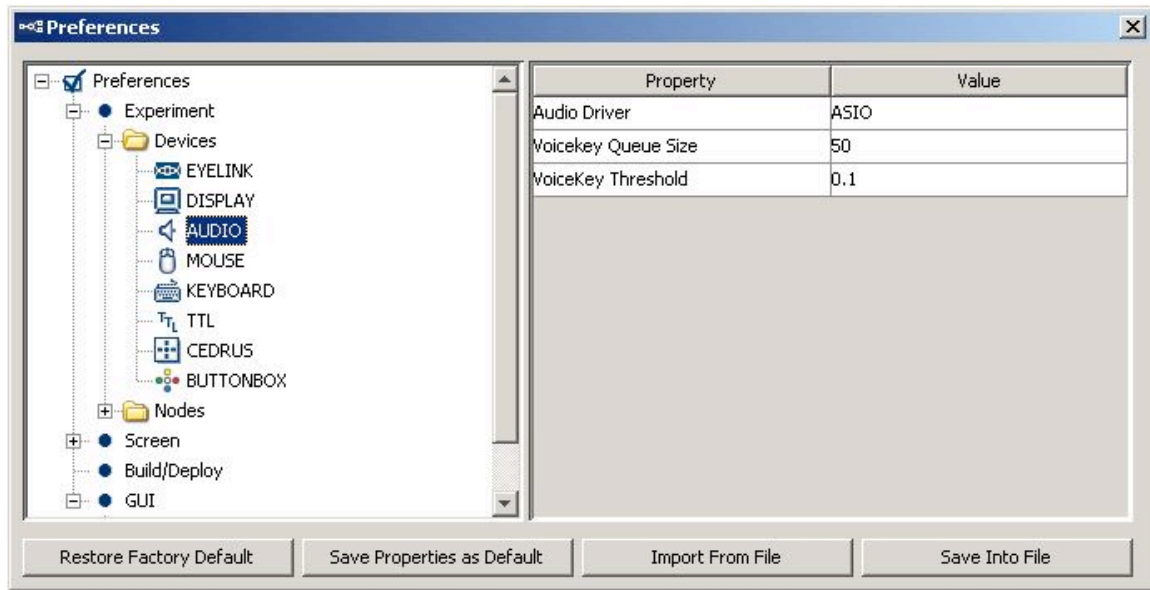 Preferences
Preferences
Experiment
Devices
EYELINK
DISPLAY
AUDIO
MOUSE
KEYBOARD
TTL TTL
CEDRUS
BUTTONBOX
Nodes
Screen
Build/Deploy
GUI
Property Value
Audio Driver ASIO
Voicekey Queue Size 50
VoiceKey Threshold 0.1
Restore Factory Default Save Properties as Default Import From File Save Into File